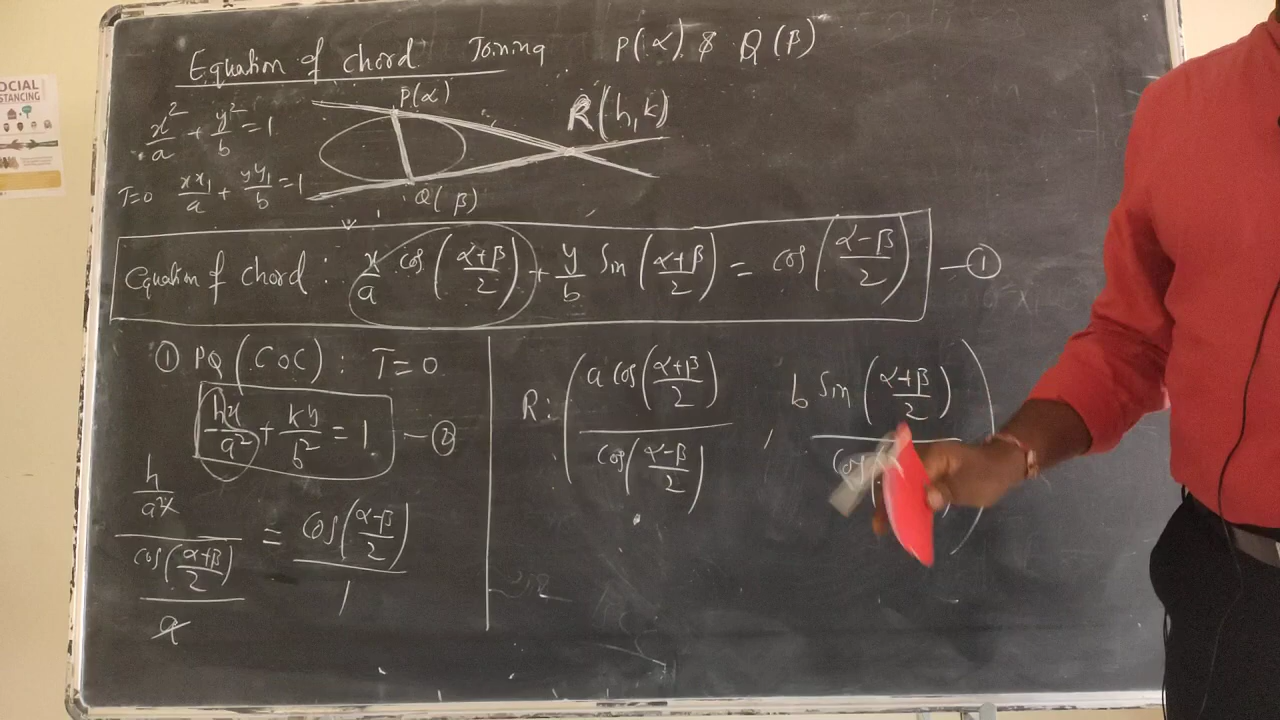 OCIAL
STANCING
Equation of chord Joining P(α) & Q(β)
P(α)
x²/a + y²/b = 1
R(h,k)
T=0 xx₁/a + yy₁/b = 1
Q(β)
Equation of chord : x/a cos((α+β)/2) + y/b Sin((α+β)/2) = cos((α-β)/2) —①
① PQ (COC) : T=0
hx/a² + ky/b² = 1 —②
R: (a cos((α+β)/2) / cos((α-β)/2) , b Sin((α+β)/2) / Cos
(h/a²) / (cos((α+β)/2) / a) = cos((α-β)/2) / 1